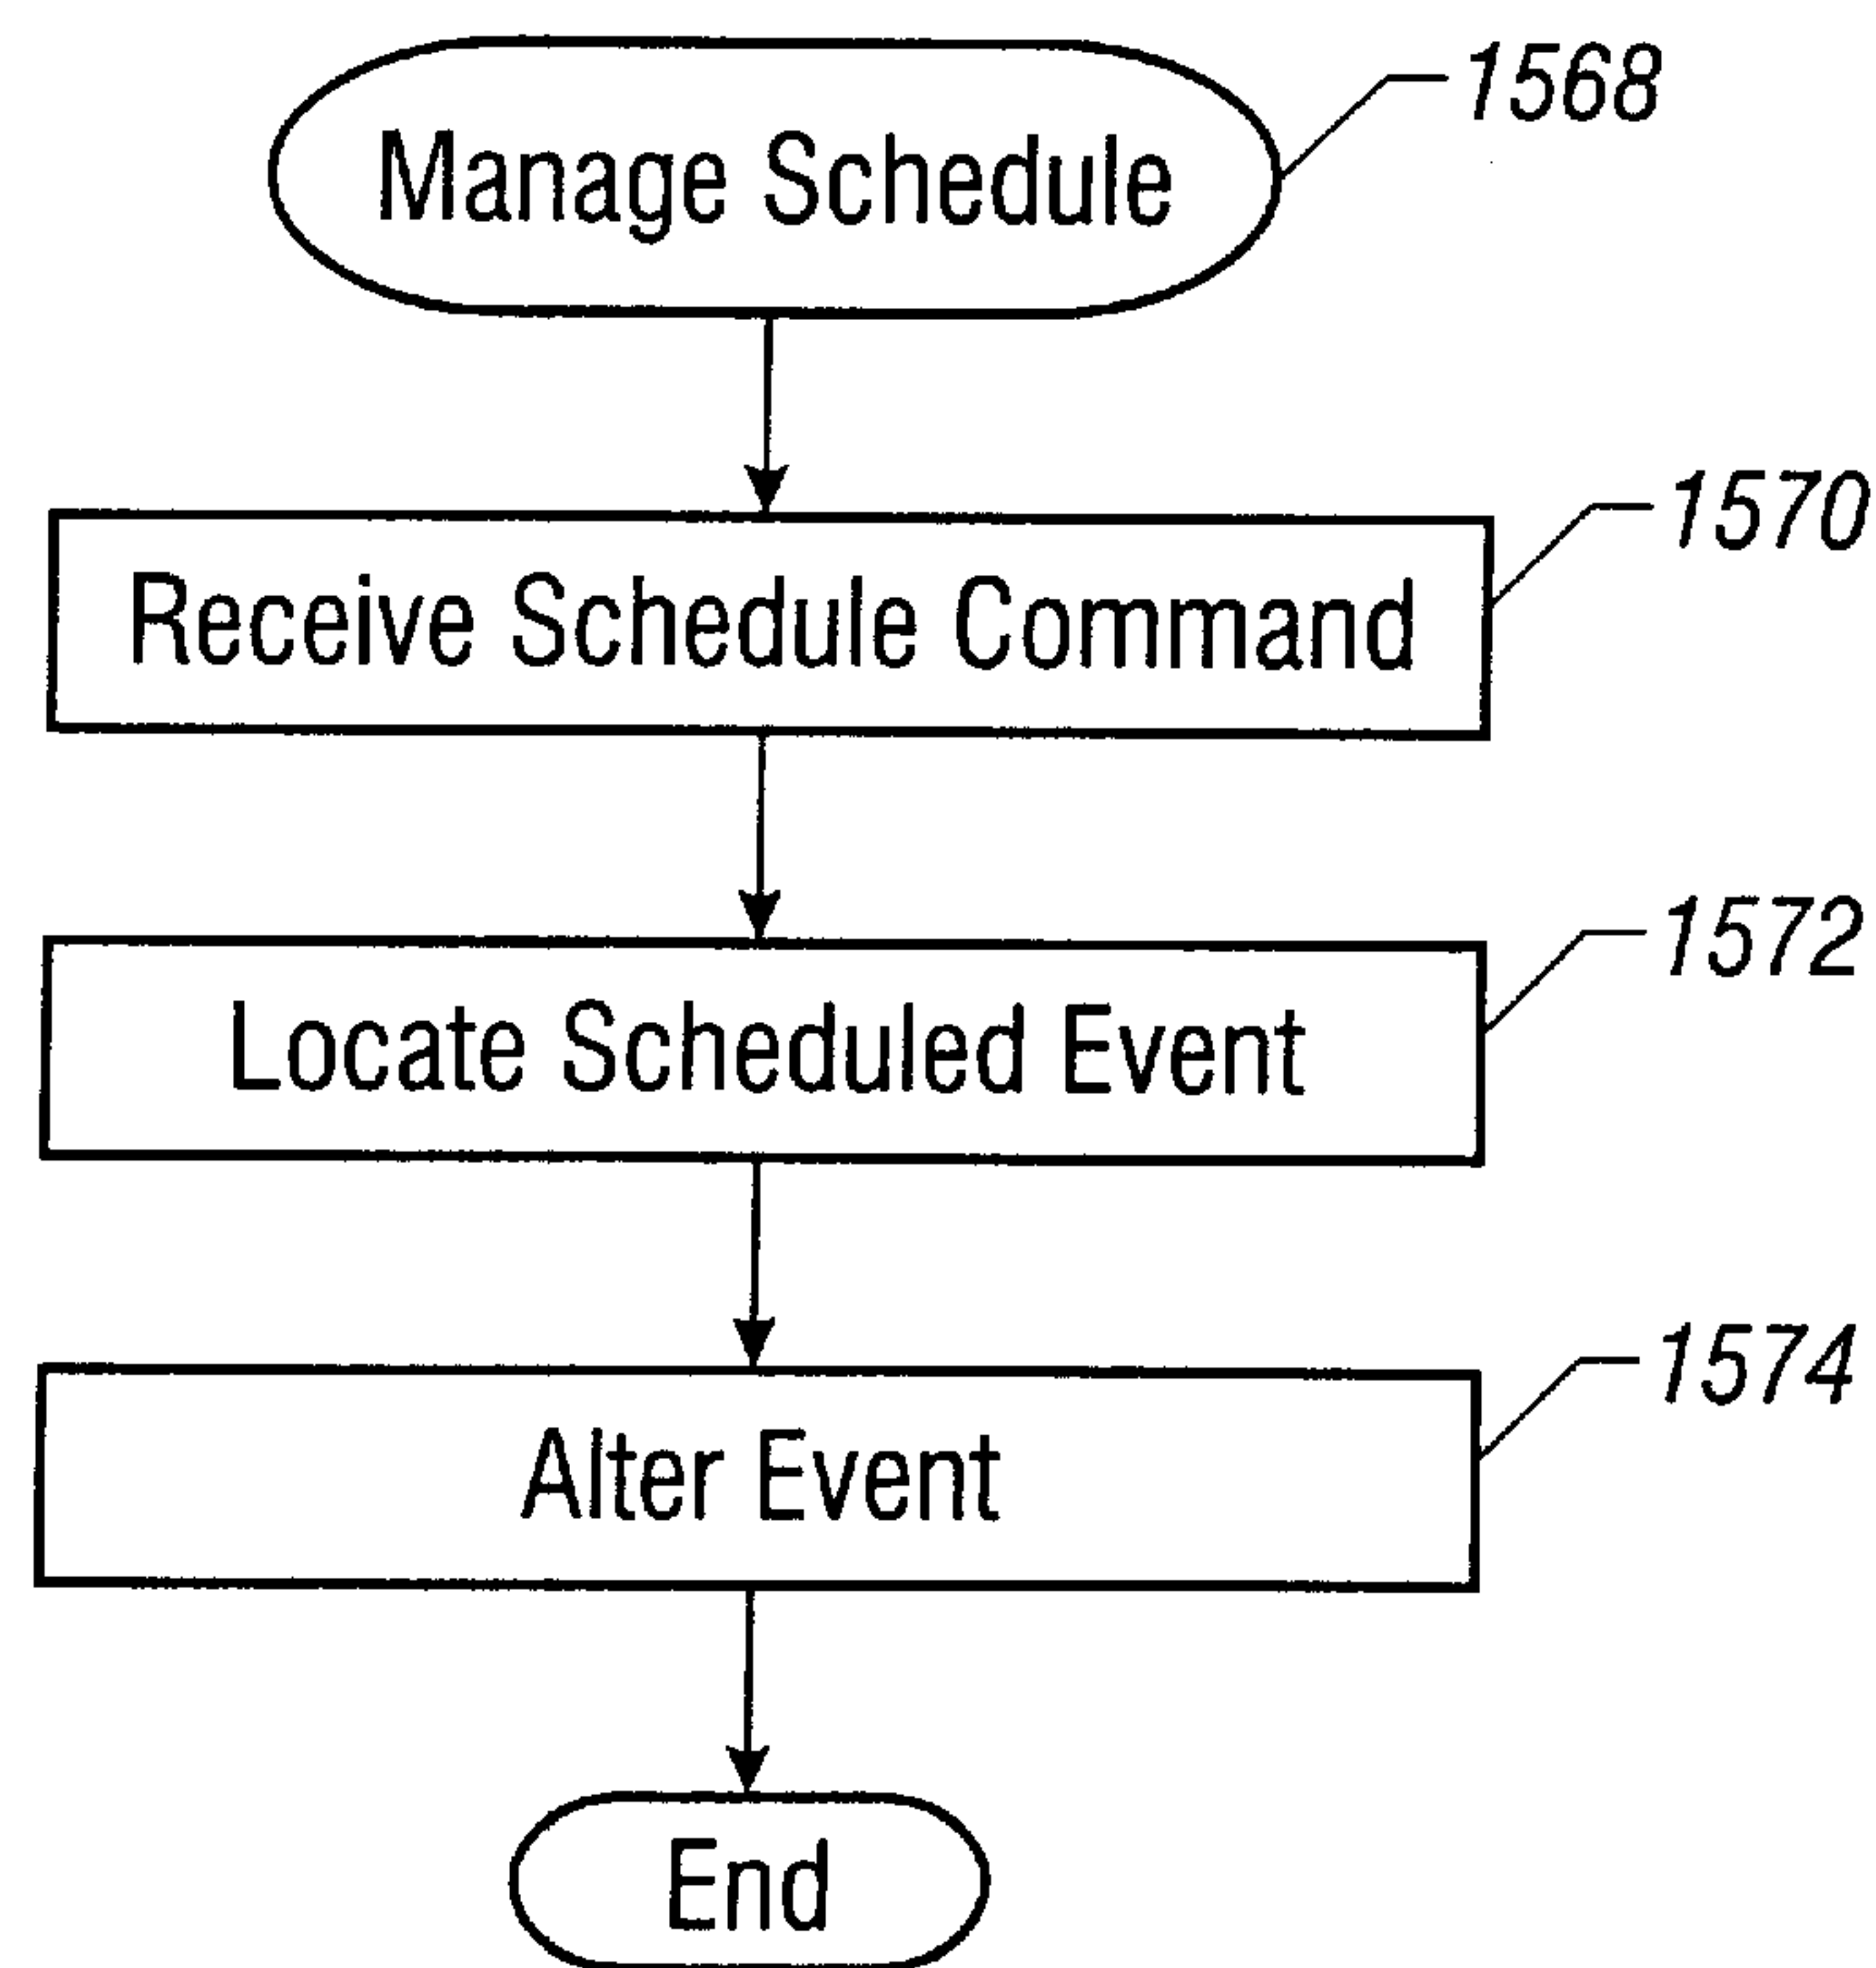 Manage Schedule
1568
Receive Schedule Command
1570
Locate Scheduled Event
1572
Alter Event
1574
End